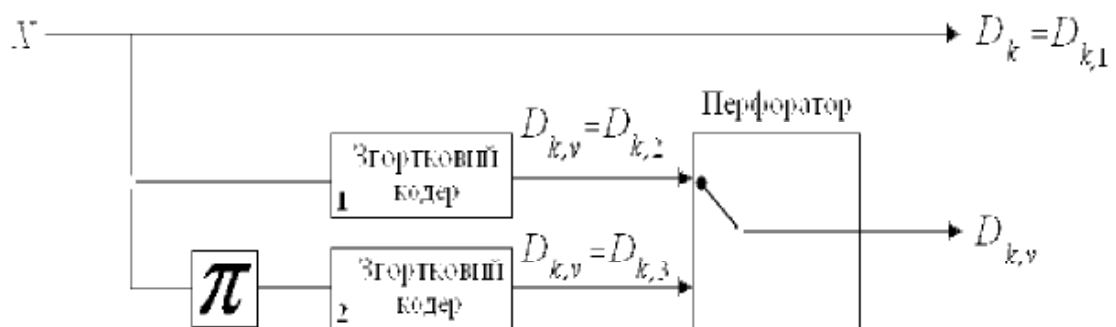 X
D_k = D_{k,1}
Перфоратор
D_{k,v} = D_{k,2}
Згортковий
кодер
1
D_{k,v}
D_{k,v} = D_{k,3}
π
Згортковий
кодер
2